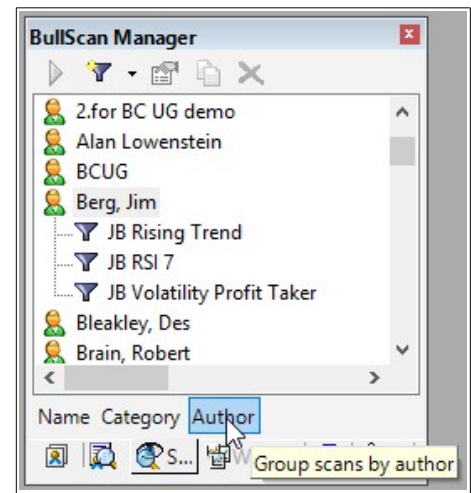 BullScan Manager
2.for BC UG demo
Alan Lowenstein
BCUG
Berg, Jim
JB Rising Trend
JB RSI 7
JB Volatility Profit Taker
Bleakley, Des
Brain, Robert
Name Category Author
S...
Group scans by author